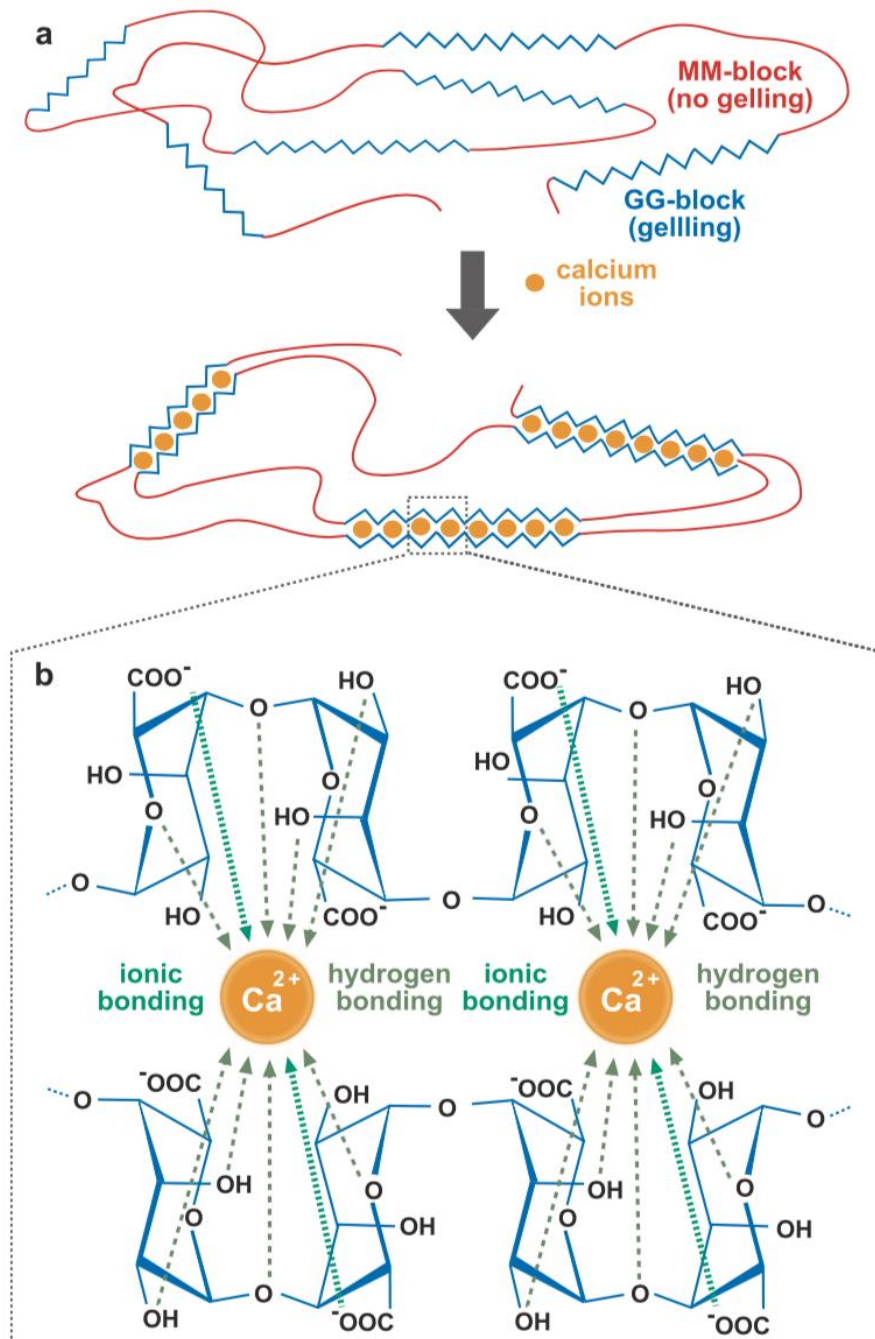 a
MM-block
(no gelling)
GG-block
(gellling)
calcium
ions
b
COO-
O
HO
COO-
O
HO
HO
O
O
HO
O
O
HO
O
HO
O
HO
COO-
O
HO
COO-
O
ionic
bonding
Ca2+
hydrogen
bonding
ionic
bonding
Ca2+
hydrogen
bonding
O
-OOC
OH
O
-OOC
OH
O
OH
O
O
OH
OH
O
O
OH
OH
O
-OOC
OH
O
-OOC